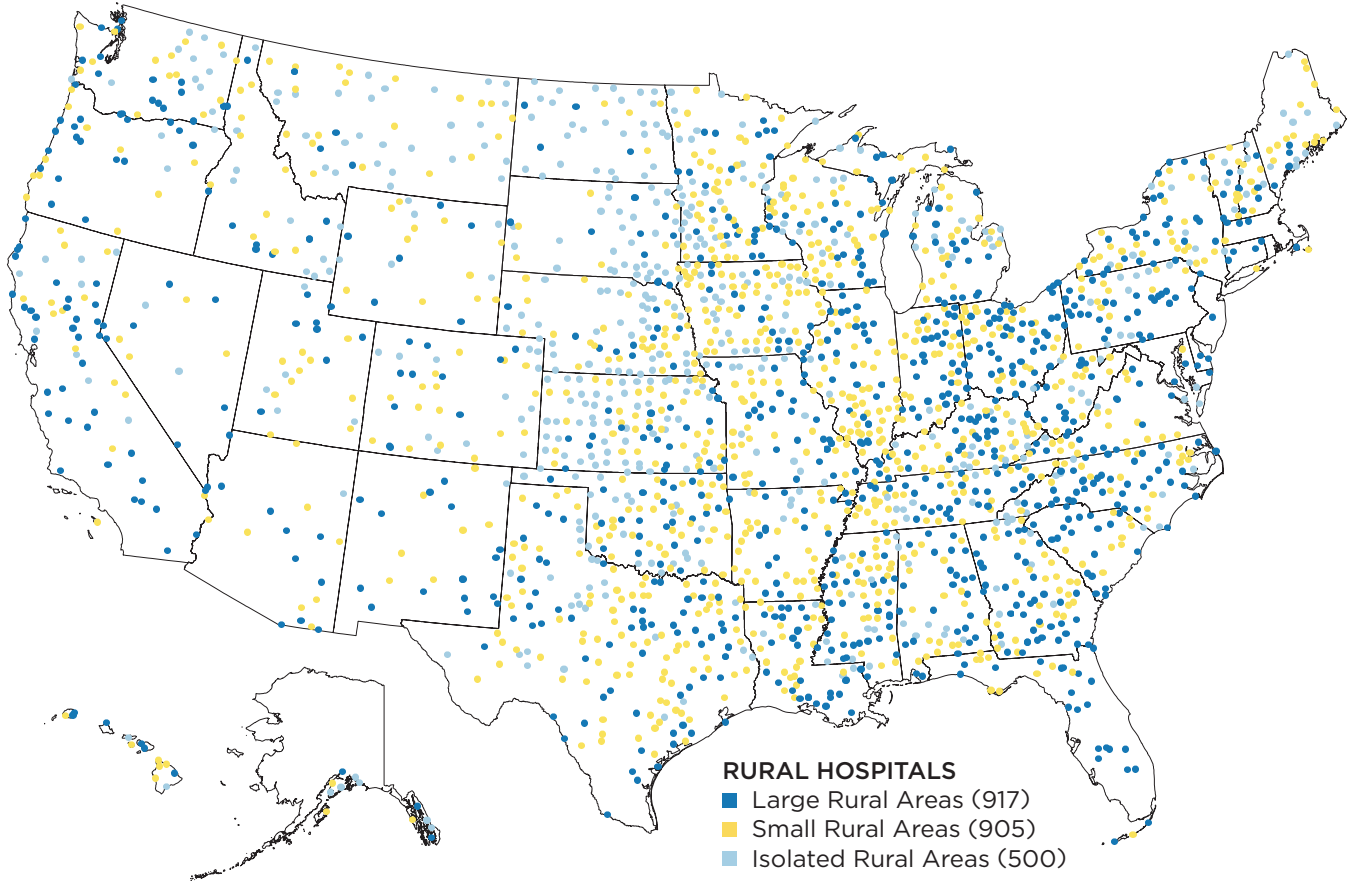 RURAL HOSPITALS
Large Rural Areas (917)
Small Rural Areas (905)
Isolated Rural Areas (500)